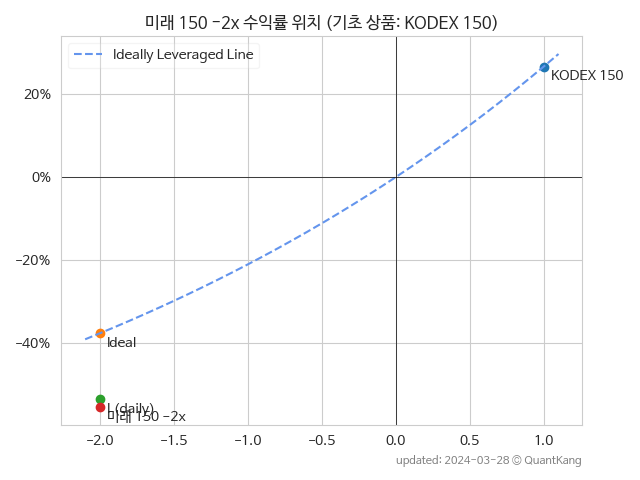 미래 150 -2x 수익률 위치 (기초 상품: KODEX 150)
Ideally Leveraged Line
KODEX 150
20%
0%
-20%
-40%
Ideal
I (daily)
미래 150 -2x
-2.0 -1.5 -1.0 -0.5 0.0 0.5 1.0
updated: 2024-03-28 © QuantKang